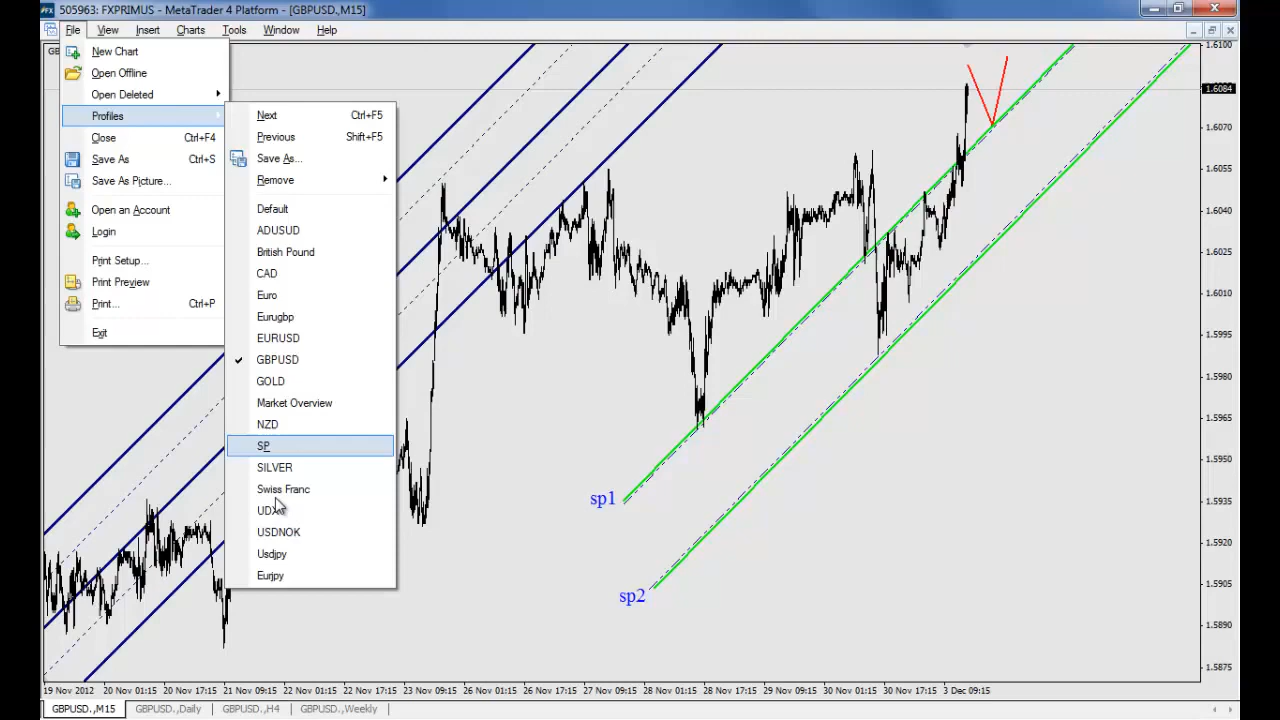 505963: FXPRIMUS - MetaTrader 4 Platform - [GBPUSD.,M15]
File View Insert Charts Tools Window Help
New Chart
Open Offline
Open Deleted
Profiles
Close Ctrl+F4
Save As Ctrl+S
Save As Picture...
Open an Account
Login
Print Setup...
Print Preview
Print... Ctrl+P
Exit
Next Ctrl+F5
Previous Shift+F5
Save As...
Remove
Default
ADUSUD
British Pound
CAD
Euro
Eurugbp
EURUSD
GBPUSD
GOLD
Market Overview
NZD
SP
SILVER
Swiss Franc
USDNOK
Usdjpy
Eurjpy
sp1
sp2
1.6100
1.6084
1.6070
1.6055
1.6040
1.6025
1.6010
1.5995
1.5980
1.5965
1.5950
1.5935
1.5920
1.5905
1.5890
1.5875
19 Nov 2012 20 Nov 01:15 20 Nov 17:15 21 Nov 09:15 22 Nov 01:15 22 Nov 17:15 23 Nov 09:15 26 Nov 01:15 26 Nov 17:15 27 Nov 09:15 28 Nov 01:15 28 Nov 17:15 29 Nov 09:15 30 Nov 01:15 30 Nov 17:15 3 Dec 09:15
GBPUSD.,M15 GBPUSD.,Daily GBPUSD.,H4 GBPUSD.,Weekly